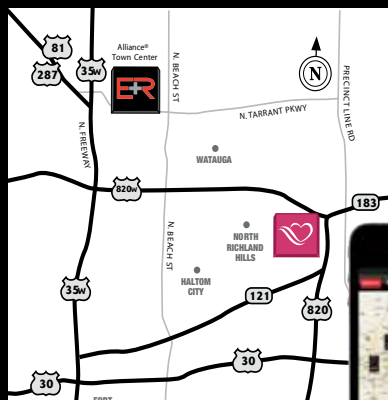 81
287
35W
Alliance®
Town Center
E+R
N. BEACH ST
N
PRECINCT LINE RD
N. TARRANT PKWY
N. FREEWAY
WATAUGA
820W
183
N. BEACH ST
NORTH
RICHLAND
HILLS
HALTOM
CITY
35W
121
820
30
30